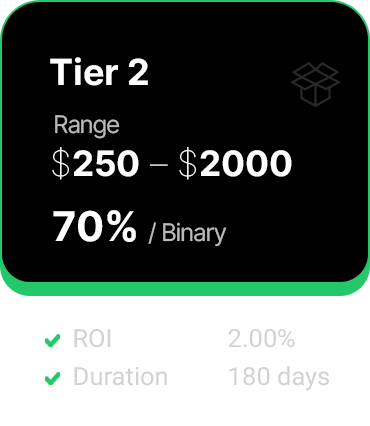 Tier 2
Range
$250 – $2000
70% / Binary
ROI 2.00%
Duration 180 days